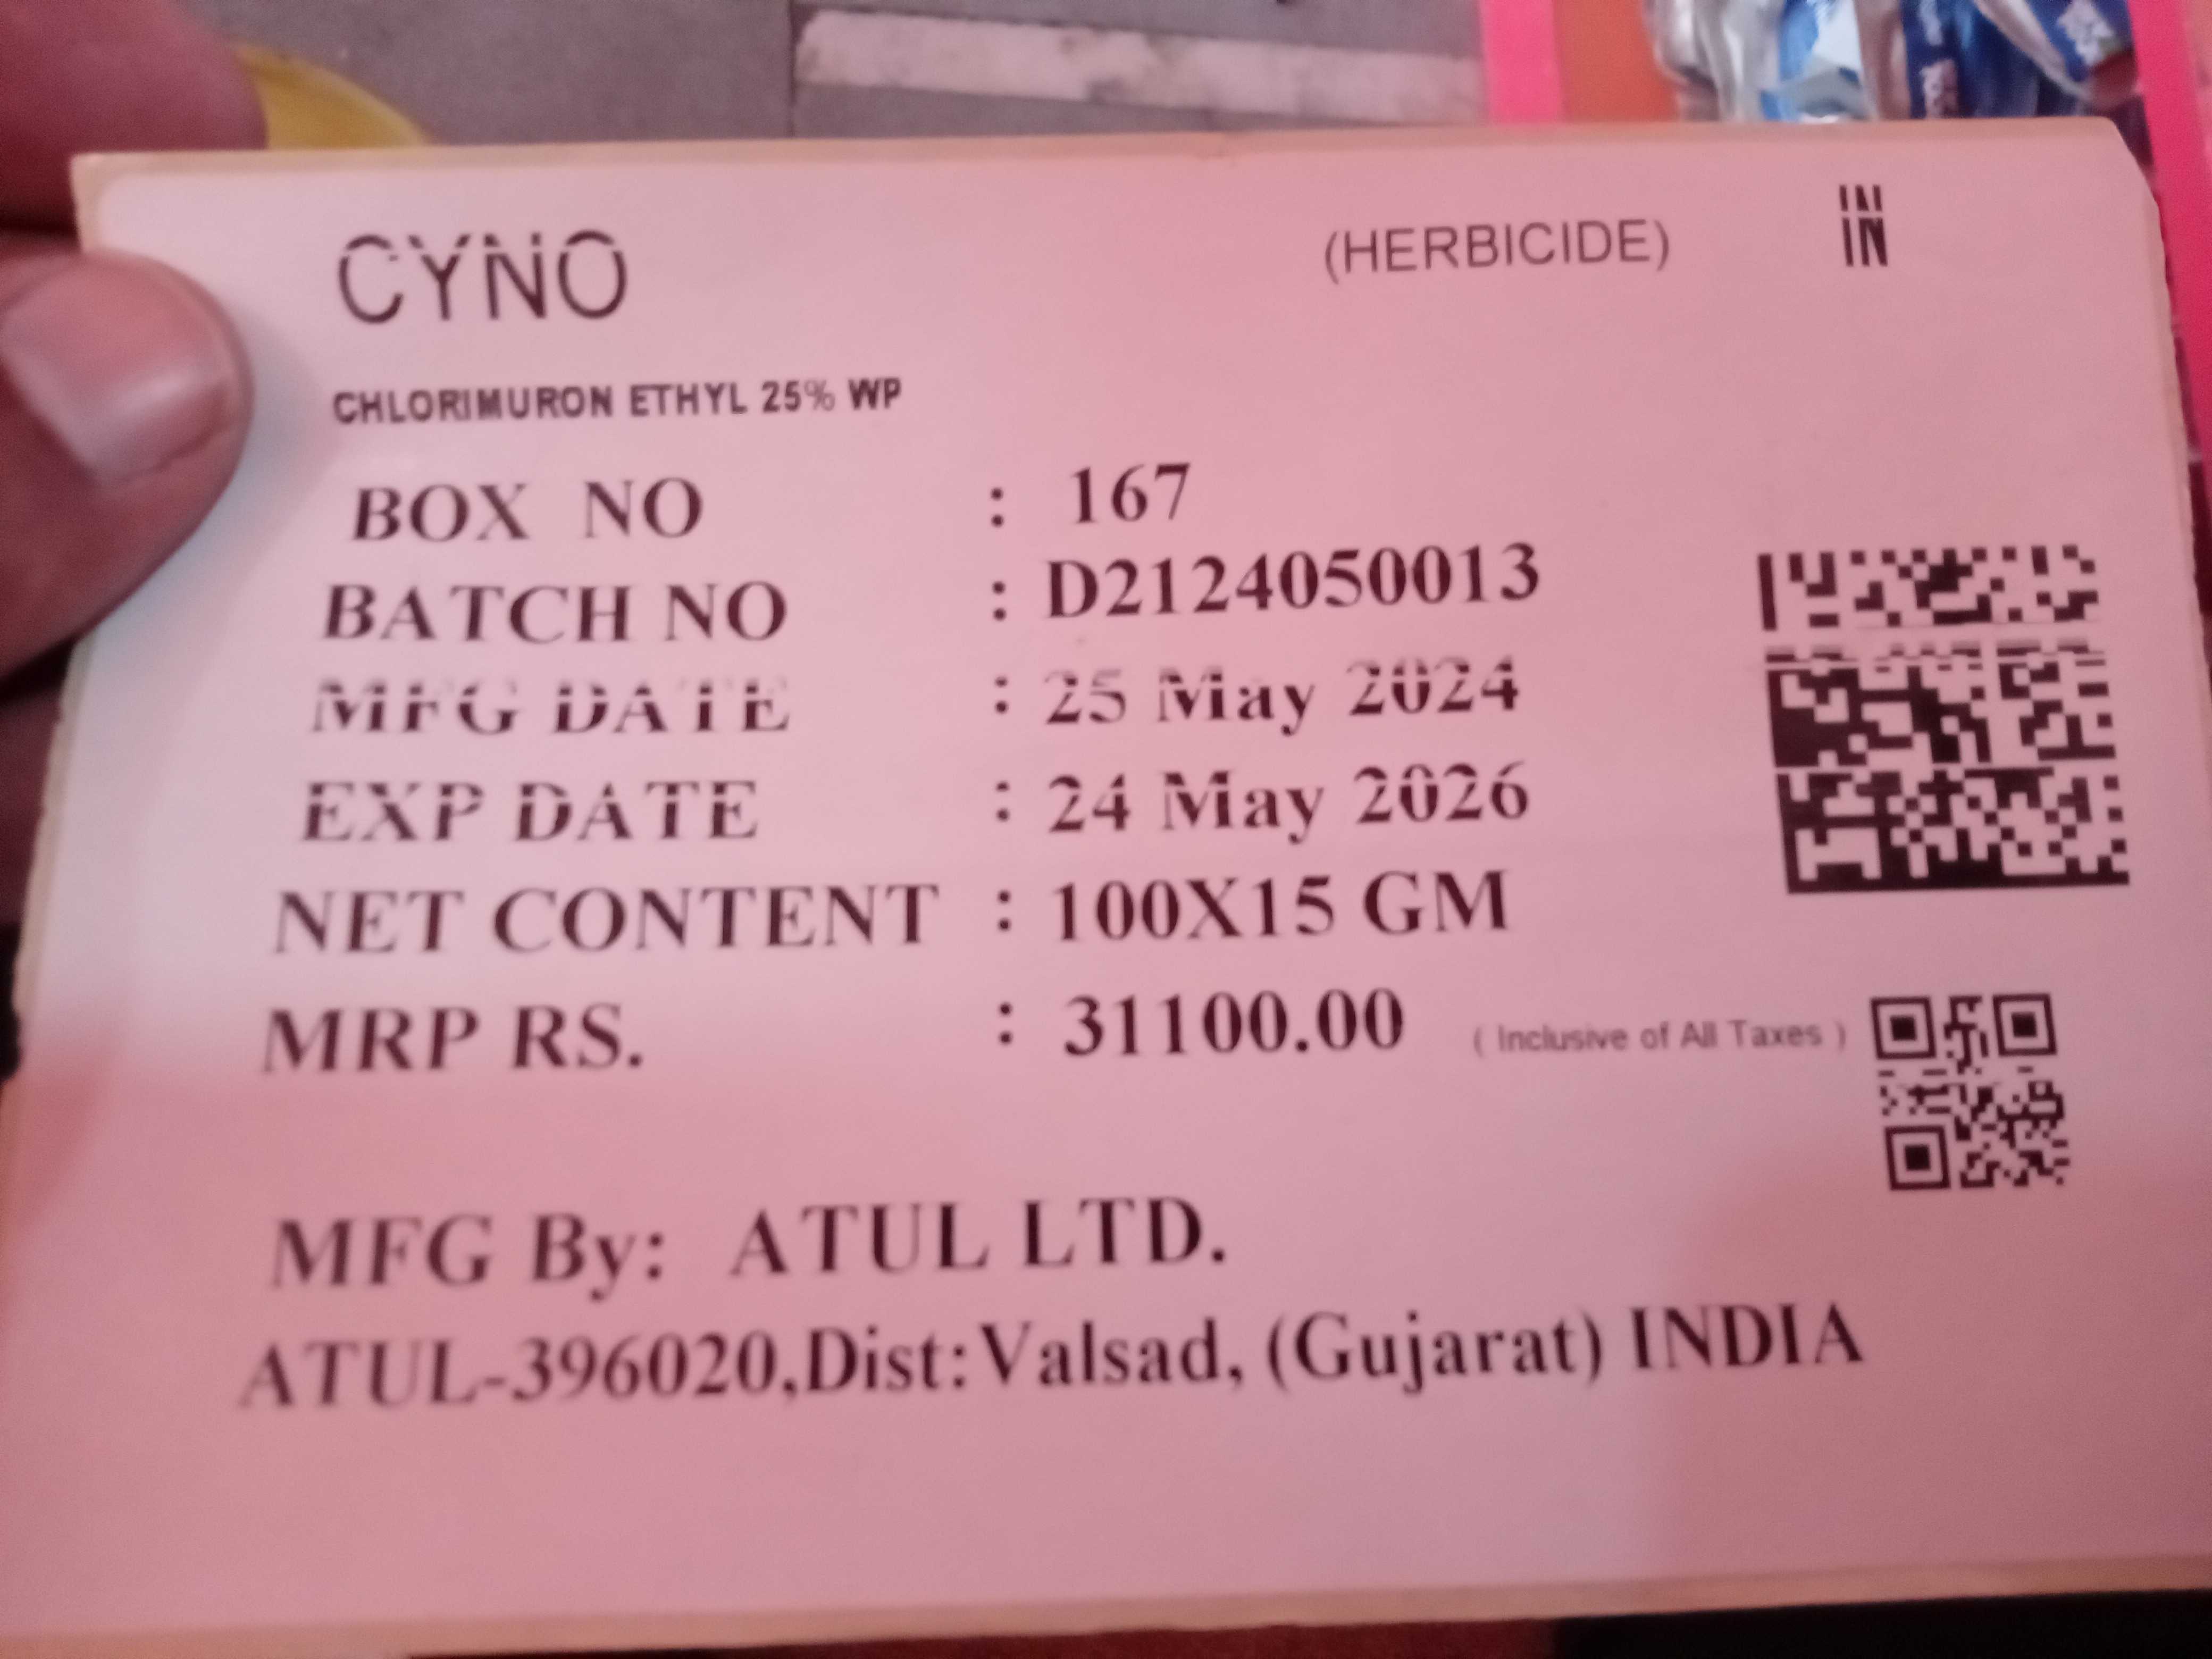 CYNO (HERBICIDE) IN
CHLORIMURON ETHYL 25% WP
BOX NO : 167
BATCH NO : D2124050013
MFG DATE : 25 May 2024
EXP DATE : 24 May 2026
NET CONTENT : 100X15 GM
MRP RS. : 31100.00 ( Inclusive of All Taxes )
MFG By: ATUL LTD.
ATUL-396020,Dist:Valsad, (Gujarat) INDIA